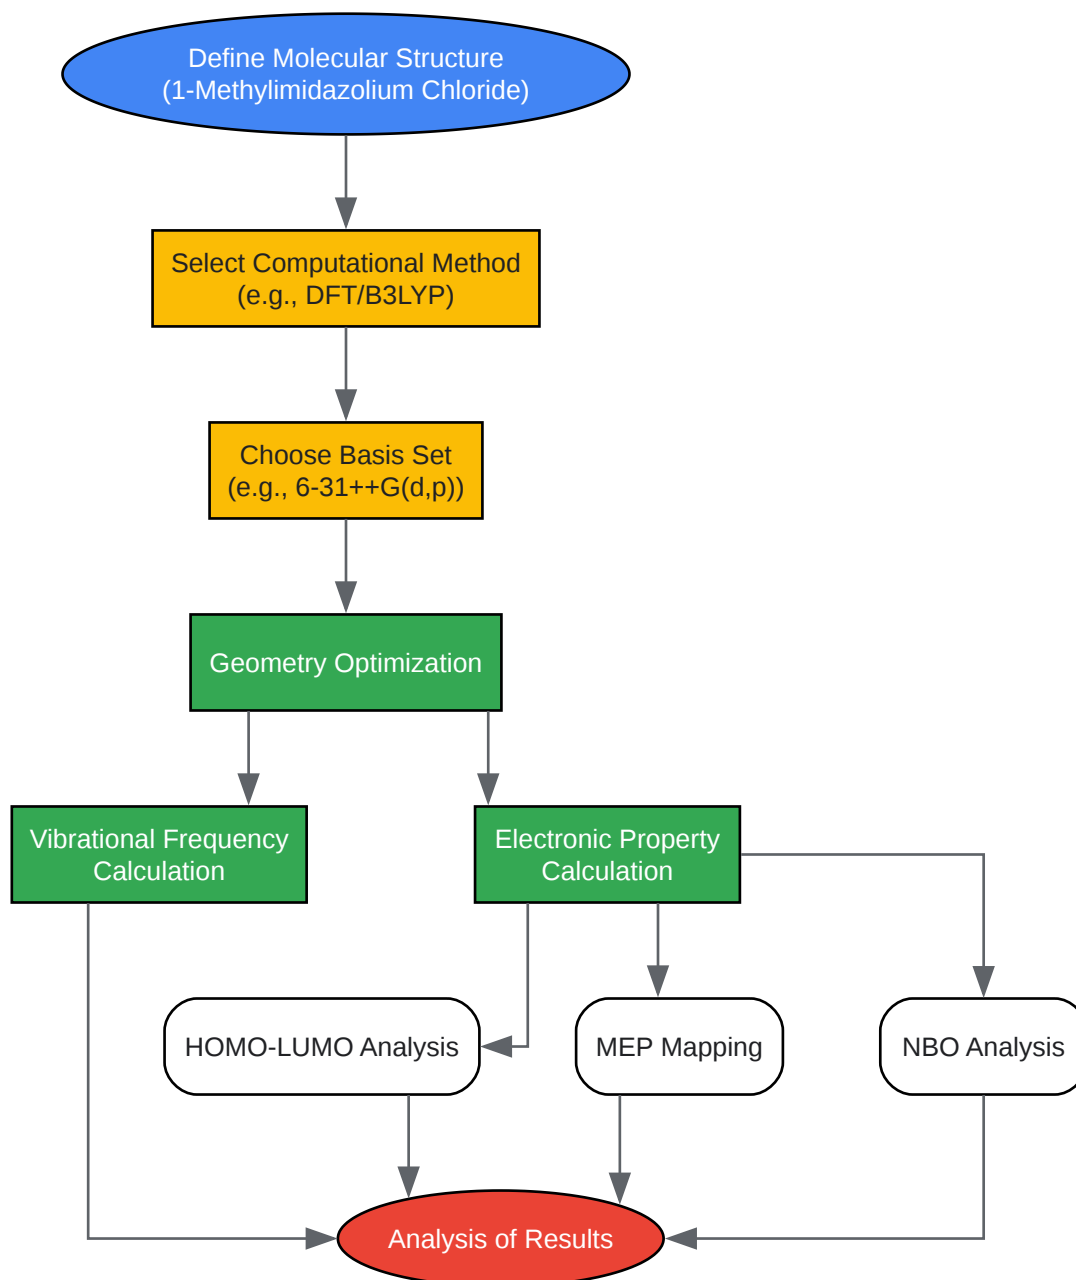 Define Molecular Structure
(1-Methylimidazolium Chloride)
Select Computational Method
(e.g., DFT/B3LYP)
Choose Basis Set
(e.g., 6-31++G(d,p))
Geometry Optimization
Vibrational Frequency
Calculation
Electronic Property
Calculation
HOMO-LUMO Analysis
MEP Mapping
NBO Analysis
Analysis of Results